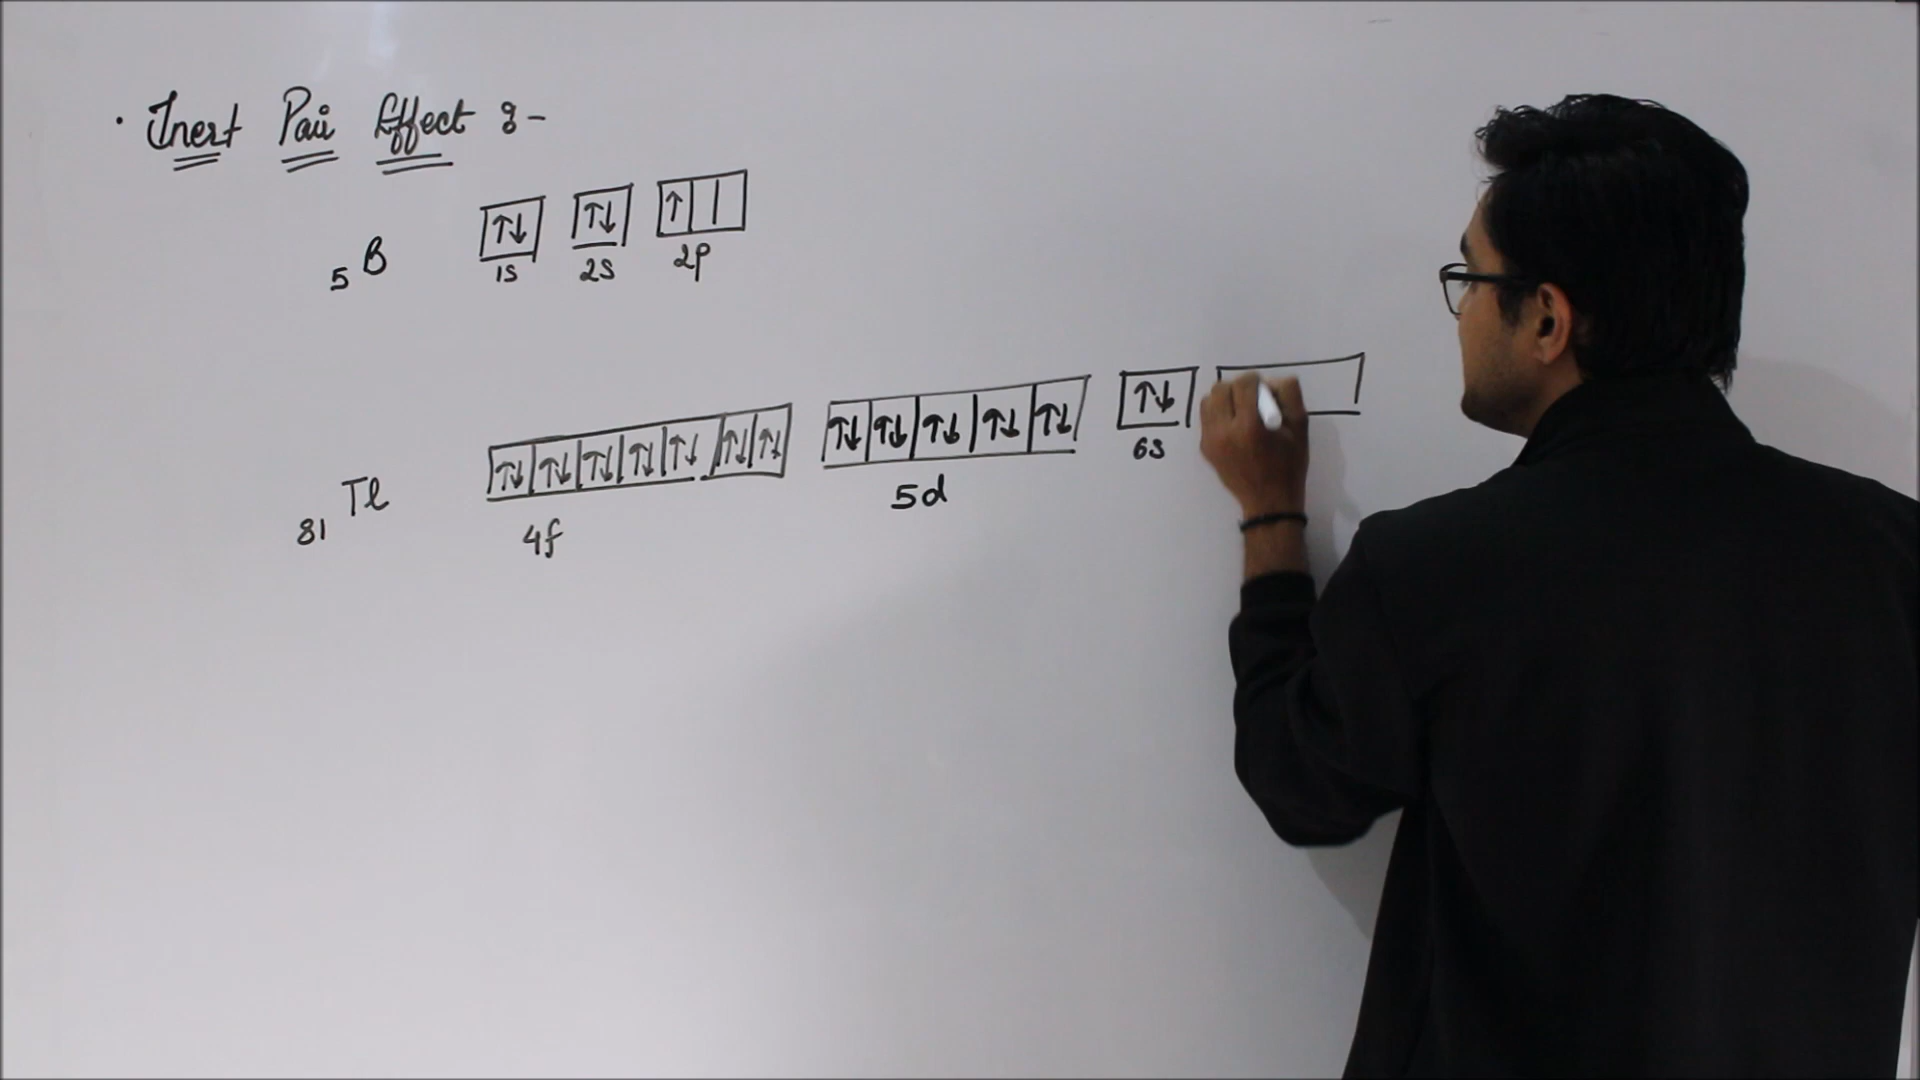 · Inert Pair Effect :-
5 B ↑↓ ↑↓ ↑
1s 2s 2p
81 Tl ↑↓ ↑↓ ↑↓ ↑↓ ↑↓ ↑↓ ↑↓ ↑↓ ↑↓ ↑↓ ↑↓ ↑↓ ↑↓
4f 5d 6s